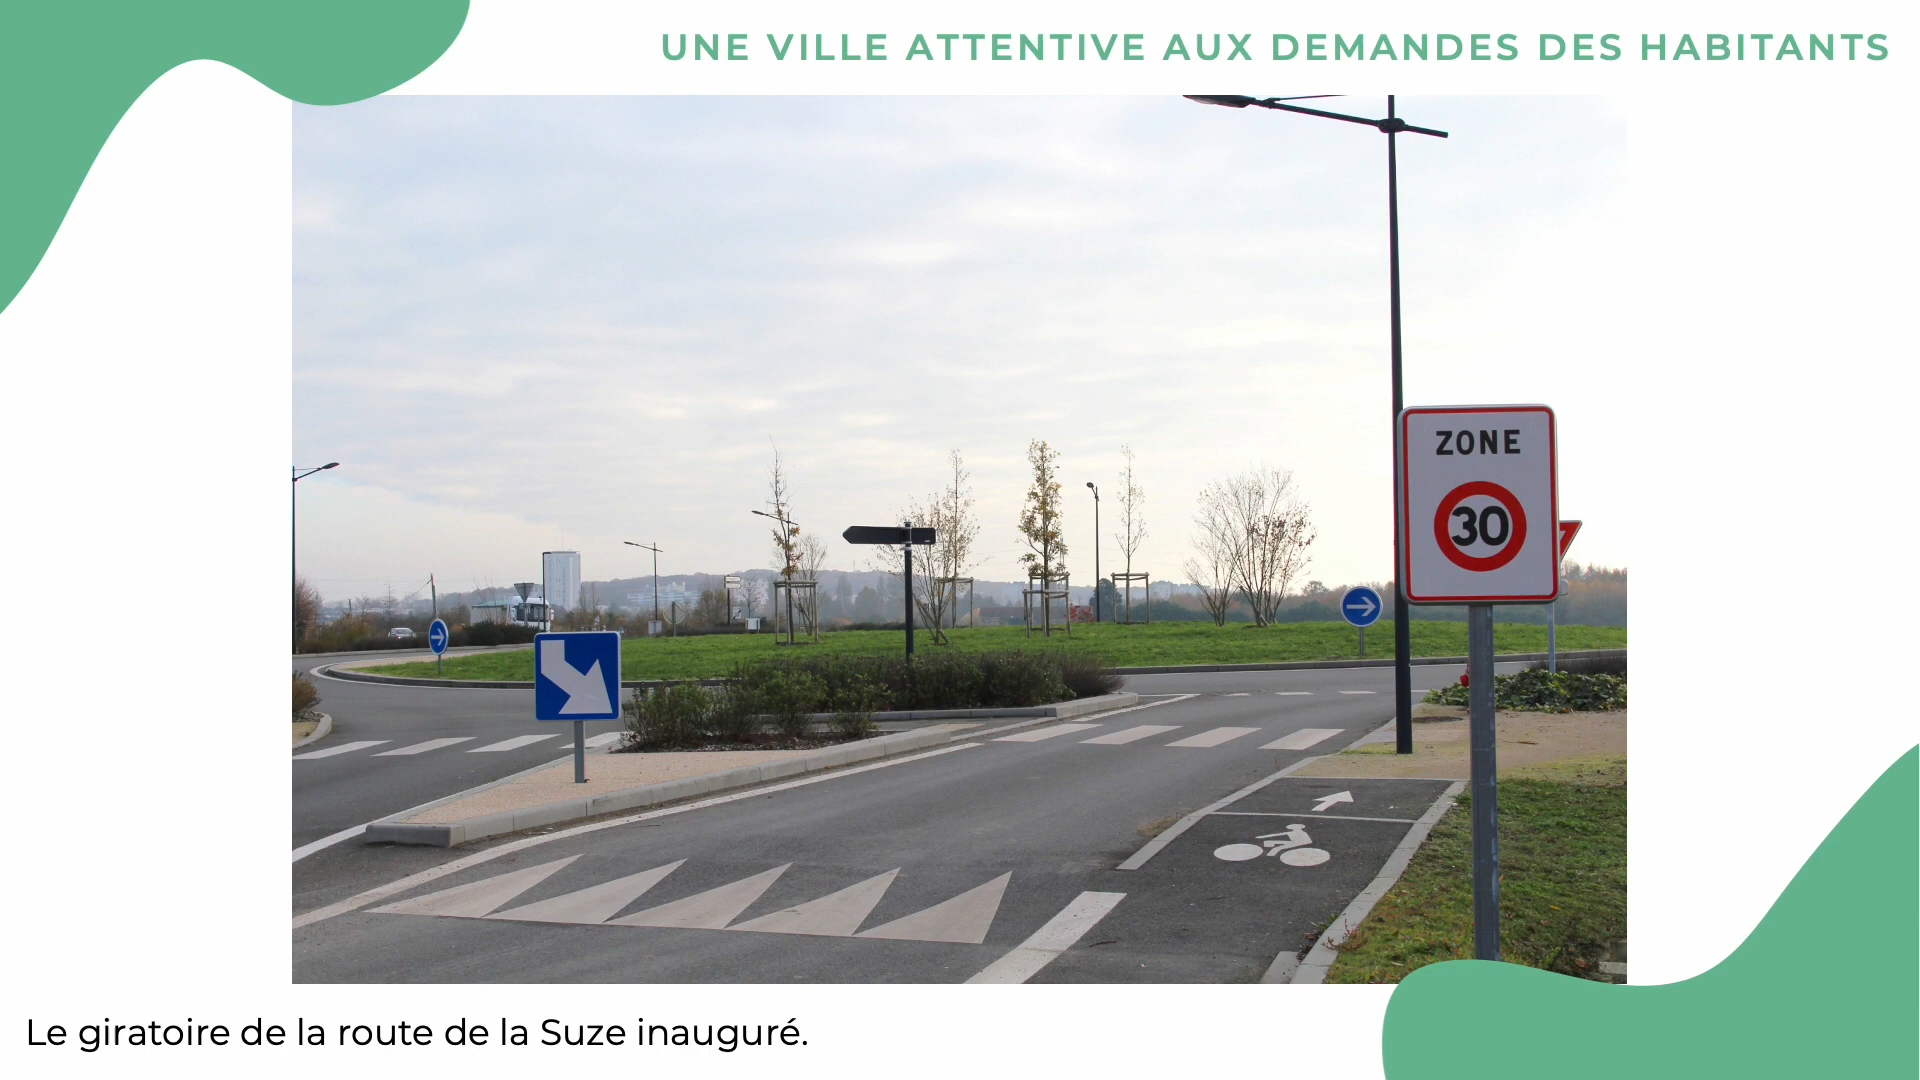 UNE VILLE ATTENTIVE AUX DEMANDES DES HABITANTS
ZONE
30
Le giratoire de la route de la Suze inauguré.